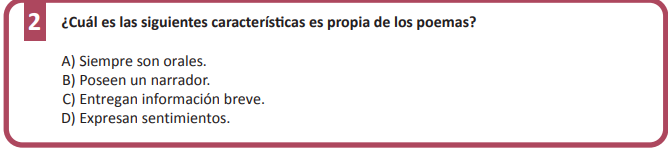 2
¿Cuál es las siguientes características es propia de los poemas?
A) Siempre son orales.
B) Poseen un narrador.
C) Entregan información breve.
D) Expresan sentimientos.